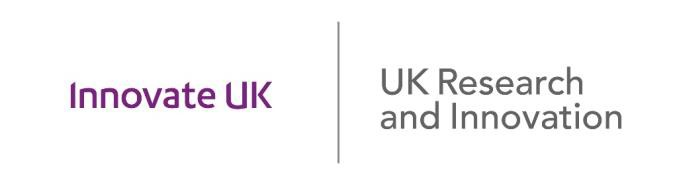 Innovate UK
UK Research
and Innovation